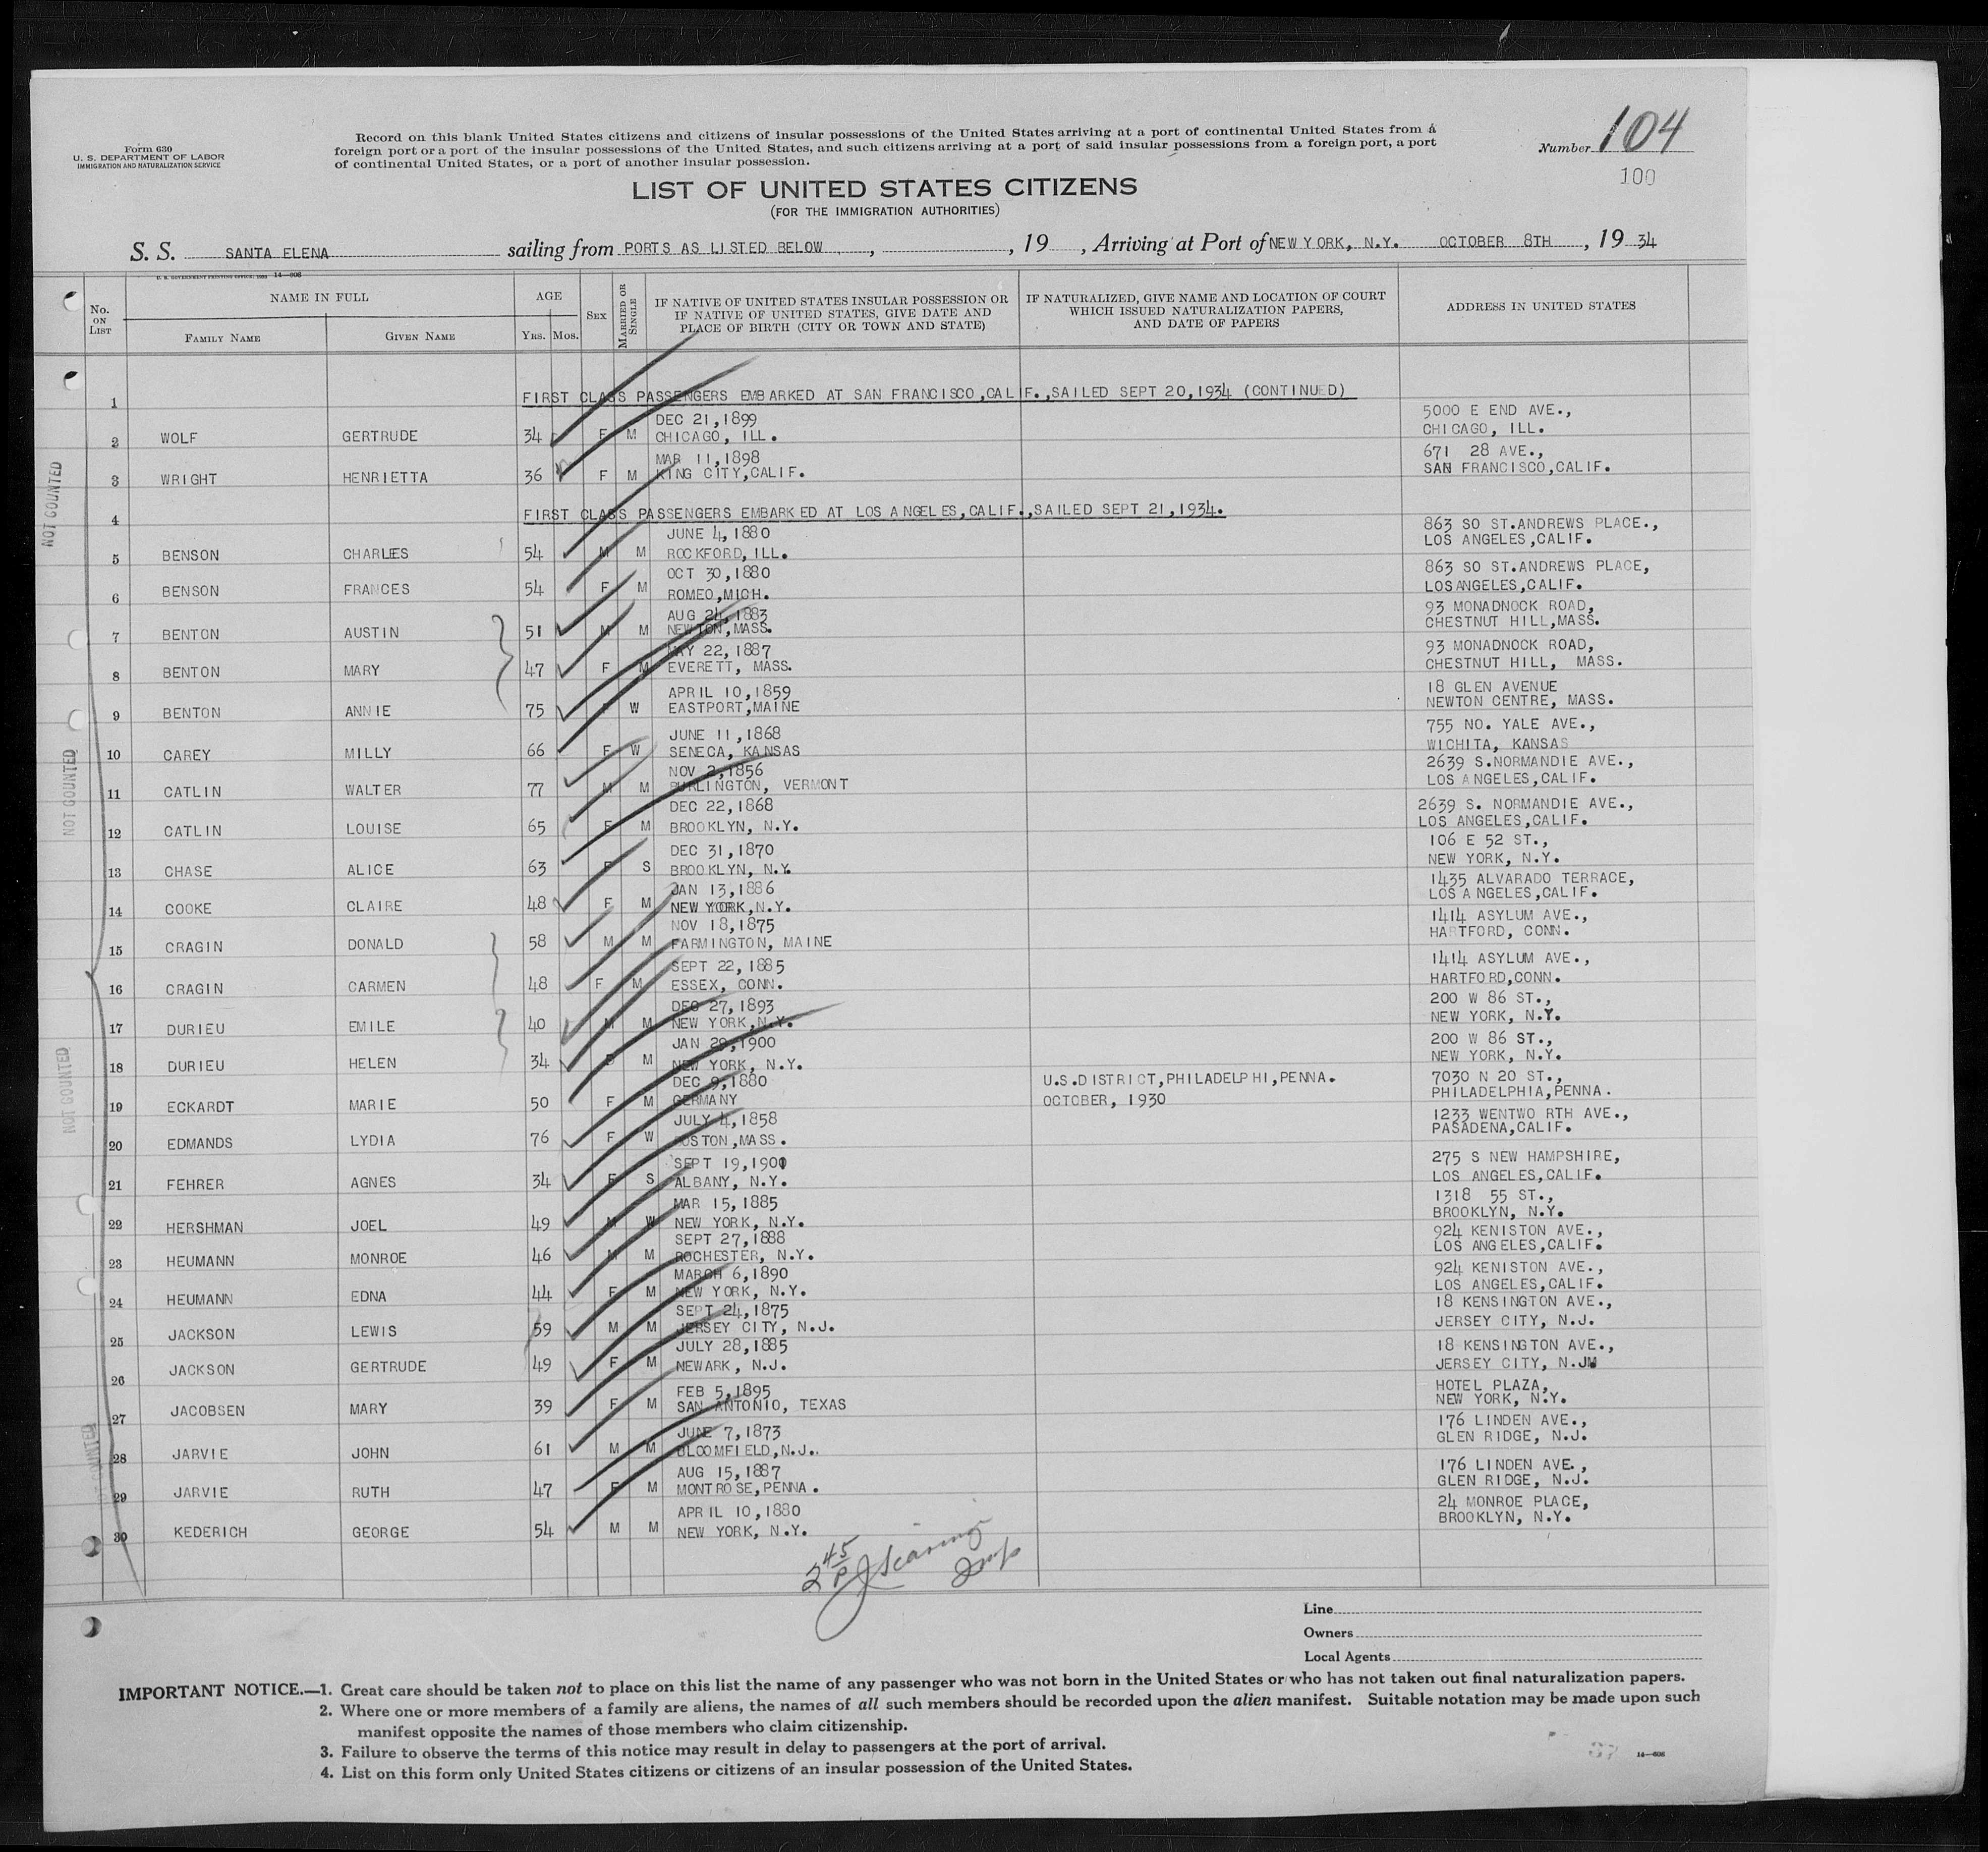 Form 630
U. S. DEPARTMENT OF LABOR
IMMIGRATION AND NATURALIZATION SERVICE
Record on this blank United States citizens and citizens of insular possessions of the United States arriving at a port of continental United States from a
foreign port or a port of the insular possessions of the United States, and such citizens arriving at a port of said insular possessions from a foreign port, a port
of continental United States, or a port of another insular possession.
Number 104
100
LIST OF UNITED STATES CITIZENS
(FOR THE IMMIGRATION AUTHORITIES)
S. S. SANTA ELENA sailing from PORTS AS LISTED BELOW, 19 , Arriving at Port of NEW YORK, N.Y. OCTOBER 8TH, 19 34
No. ON LIST
NAME IN FULL
FAMILY NAME GIVEN NAME
AGE
YRS. MOS.
SEX
MARRIED OR SINGLE
IF NATIVE OF UNITED STATES INSULAR POSSESSION OR
IF NATIVE OF UNITED STATES, GIVE DATE AND
PLACE OF BIRTH (CITY OR TOWN AND STATE)
IF NATURALIZED, GIVE NAME AND LOCATION OF COURT
WHICH ISSUED NATURALIZATION PAPERS,
AND DATE OF PAPERS
ADDRESS IN UNITED STATES
1 FIRST CLASS PASSENGERS EMBARKED AT SAN FRANCISCO,CALIF.,SAILED SEPT 20,1934 (CONTINUED)
DEC 21,1899 5000 E END AVE.,
2 WOLF GERTRUDE 34 F M CHICAGO, ILL. CHICAGO, ILL.
MAR 11,1898 671 28 AVE.,
3 WRIGHT HENRIETTA 36 F M KING CITY,CALIF. SAN FRANCISCO,CALIF.
4 FIRST CLASS PASSENGERS EMBARKED AT LOS ANGELES,CALIF.,SAILED SEPT 21,1934.
JUNE 4,1880 863 SO ST.ANDREWS PLACE.,
5 BENSON CHARLES 54 M M ROCKFORD, ILL. LOS ANGELES,CALIF.
OCT 30,1880 863 SO ST.ANDREWS PLACE,
6 BENSON FRANCES 54 F M ROMEO,MICH. LOSANGELES,CALIF.
AUG 24,1883 93 MONADNOCK ROAD,
7 BENTON AUSTIN 51 M M NEWTON,MASS. CHESTNUT HILL,MASS.
MAY 22,1887 93 MONADNOCK ROAD,
8 BENTON MARY 47 F M EVERETT, MASS. CHESTNUT HILL, MASS.
APRIL 10,1859 18 GLEN AVENUE
9 BENTON ANNIE 75 F W EASTPORT,MAINE NEWTON CENTRE, MASS.
JUNE 11,1868 755 NO. YALE AVE.,
10 CAREY MILLY 66 F W SENECA, KANSAS WICHITA, KANSAS
NOV 2,1856 2639 S.NORMANDIE AVE.,
11 CATLIN WALTER 77 M M BURLINGTON, VERMONT LOS ANGELES,CALIF.
DEC 22,1868 2639 S. NORMANDIE AVE.,
12 CATLIN LOUISE 65 F M BROOKLYN, N.Y. LOS ANGELES,CALIF.
DEC 31,1870 106 E 52 ST.,
13 CHASE ALICE 63 F S BROOKLYN, N.Y. NEW YORK, N.Y.
JAN 13,1886 1435 ALVARADO TERRACE,
14 COOKE CLAIRE 48 F M NEW YORK,N.Y. LOS ANGELES,CALIF.
NOV 18,1875 1414 ASYLUM AVE.,
15 CRAGIN DONALD 58 M M FARMINGTON, MAINE HARTFORD, CONN.
SEPT 22,1885 1414 ASYLUM AVE.,
16 CRAGIN CARMEN 48 F M ESSEX, CONN. HARTFORD,CONN.
DEC 27,1893 200 W 86 ST.,
17 DURIEU EMILE 40 M M NEW YORK,N.Y. NEW YORK, N.Y.
JAN 29,1900 200 W 86 ST.,
18 DURIEU HELEN 34 M NEW YORK, N.Y. NEW YORK, N.Y.
DEC 9,1880 U.S.DISTRICT,PHILADELPHI,PENNA. 7030 N 20 ST.,
19 ECKARDT MARIE 50 F M GERMANY OCTOBER, 1930 PHILADELPHIA,PENNA.
JULY 4,1858 1233 WENTWORTH AVE.,
20 EDMANDS LYDIA 76 F W BOSTON,MASS. PASADENA,CALIF.
SEPT 19,1900 275 S NEW HAMPSHIRE,
21 FEHRER AGNES 34 F S ALBANY, N.Y. LOS ANGELES,CALIF.
MAR 15,1885 1318 55 ST.,
22 HERSHMAN JOEL 49 M W NEW YORK, N.Y. BROOKLYN, N.Y.
SEPT 27,1888 924 KENISTON AVE.,
23 HEUMANN MONROE 46 M M ROCHESTER, N.Y. LOS ANGELES,CALIF.
MARCH 6,1890 924 KENISTON AVE.,
24 HEUMANN EDNA 44 F M NEW YORK, N.Y. LOS ANGELES,CALIF.
SEPT 24,1875 18 KENSINGTON AVE.,
25 JACKSON LEWIS 59 M M JERSEY CITY, N.J. JERSEY CITY, N.J.
JULY 28,1885 18 KENSINGTON AVE.,
26 JACKSON GERTRUDE 49 F M NEWARK, N.J. JERSEY CITY, N.J.
FEB 5,1895 HOTEL PLAZA,
27 JACOBSEN MARY 39 F M SAN ANTONIO, TEXAS NEW YORK, N.Y.
JUNE 7,1873 176 LINDEN AVE.,
28 JARVIE JOHN 61 M M BLOOMFIELD,N.J. GLEN RIDGE, N.J.
AUG 15,1887 176 LINDEN AVE.,
29 JARVIE RUTH 47 F M MONTROSE,PENNA. GLEN RIDGE, N.J.
APRIL 10,1880 24 MONROE PLACE,
30 KEDERICH GEORGE 54 M M NEW YORK, N.Y. BROOKLYN, N.Y.
NOT COUNTED
NOT COUNTED
NOT COUNTED
NOT COUNTED
2 45 P
Line
Owners
Local Agents
IMPORTANT NOTICE.—1. Great care should be taken not to place on this list the name of any passenger who was not born in the United States or who has not taken out final naturalization papers.
2. Where one or more members of a family are aliens, the names of all such members should be recorded upon the alien manifest. Suitable notation may be made upon such
manifest opposite the names of those members who claim citizenship.
3. Failure to observe the terms of this notice may result in delay to passengers at the port of arrival.
4. List on this form only United States citizens or citizens of an insular possession of the United States.
37
14—608